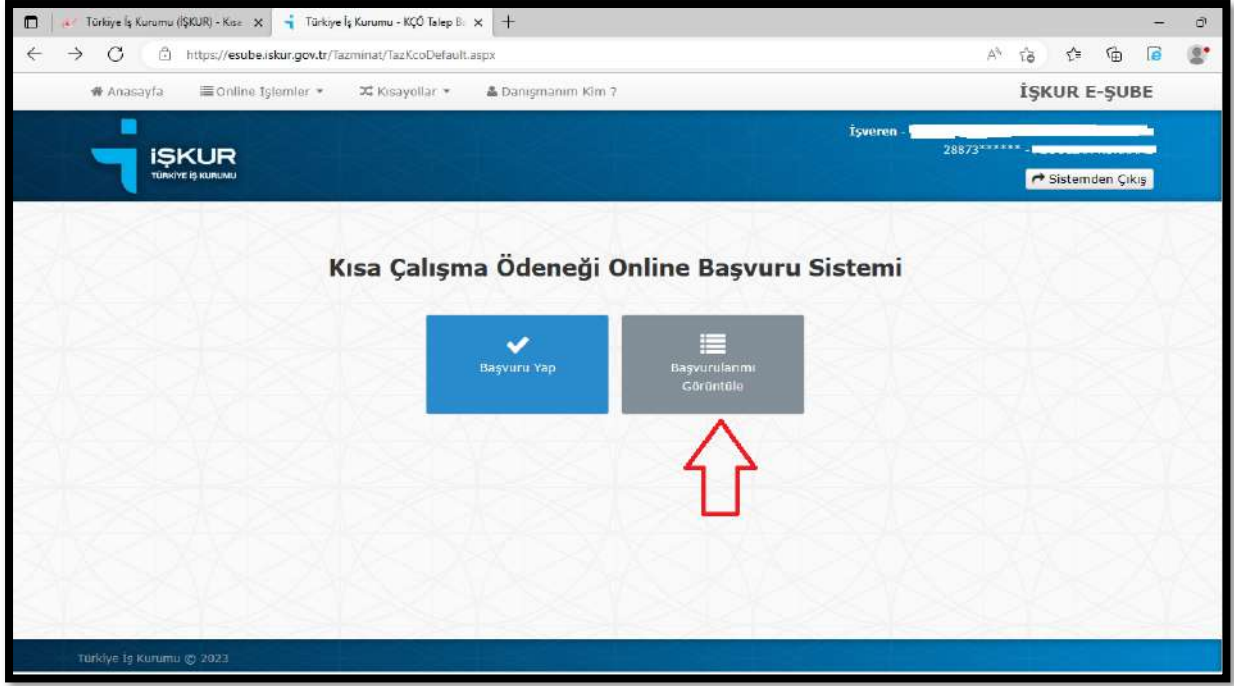 Türkiye İş Kurumu (İŞKUR) - Kısa
Türkiye İş Kurumu - KÇÖ Talep B
https://esube.iskur.gov.tr/Tazminat/TazKcoDefault.aspx
Anasayfa Online İşlemler Kısayollar Danışmanım Kim ? İŞKUR E-ŞUBE
İşveren -
28873****** -
Sistemden Çıkış
İŞKUR
TÜRKİYE İŞ KURUMU
Kısa Çalışma Ödeneği Online Başvuru Sistemi
Başvuru Yap
Başvurularımı
Görüntüle
Türkiye İş Kurumu © 2023